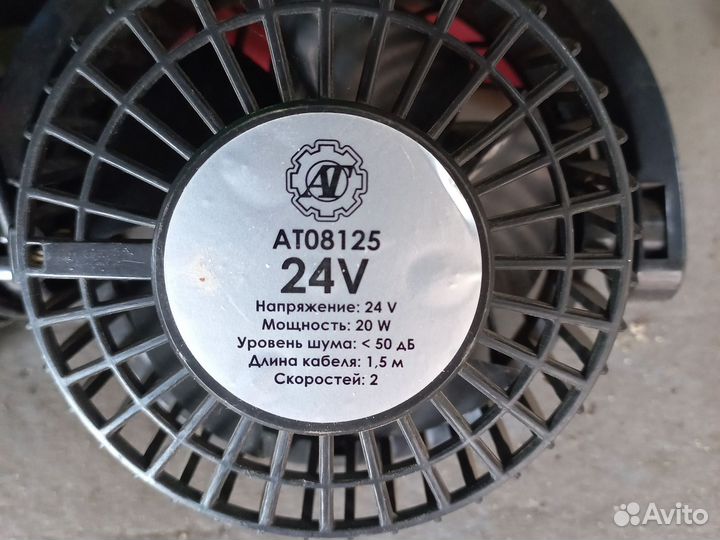 AT
AT08125
24V
Напряжение: 24 V
Мощность: 20 W
Уровень шума: < 50 дБ
Длина кабеля: 1,5 м
Скоростей: 2
Avito